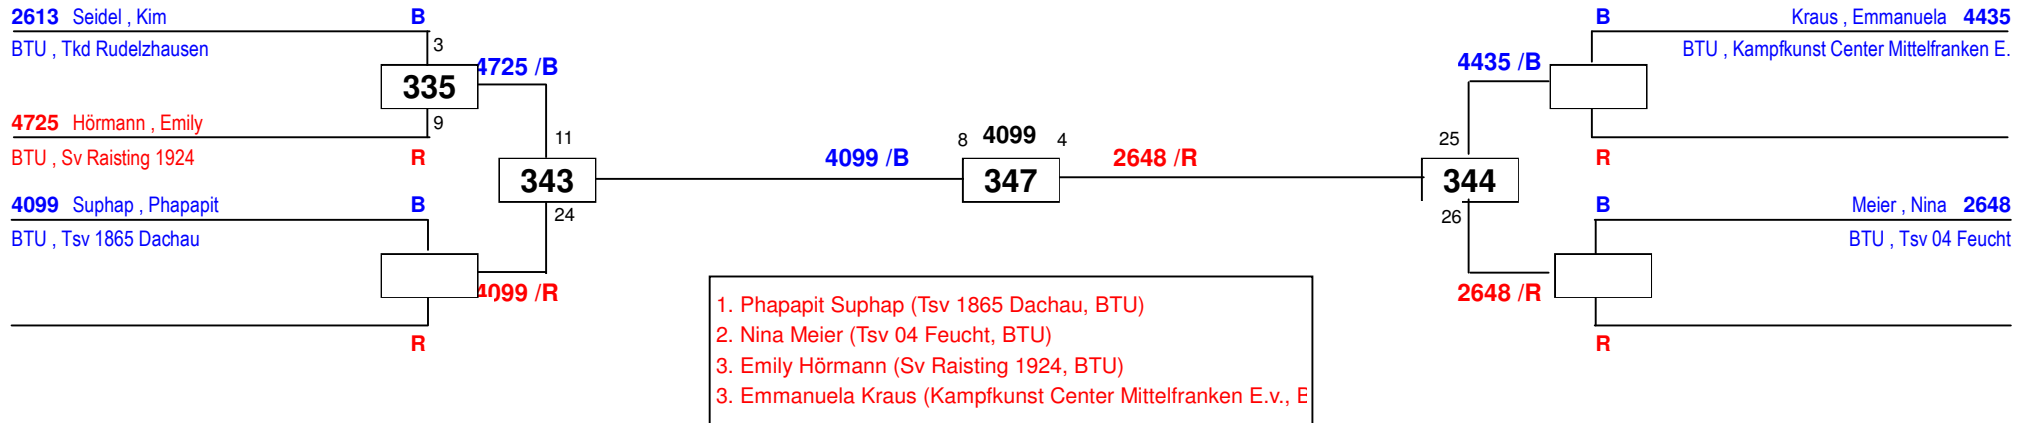 2613 Seidel , Kim B
BTU , Tkd Rudelzhausen
3
335
4725 /B
4725 Hörmann , Emily
9
BTU , Sv Raisting 1924 R
11
343
24
4099 Suphap , Phapapit B
BTU , Tsv 1865 Dachau
4099 /R
R
4099 /B
8 4099 4
347
2648 /R
B Kraus , Emmanuela 4435
BTU , Kampfkunst Center Mittelfranken E.
4435 /B
R
25
344
26
B Meier , Nina 2648
BTU , Tsv 04 Feucht
2648 /R
R
1. Phapapit Suphap (Tsv 1865 Dachau, BTU)
2. Nina Meier (Tsv 04 Feucht, BTU)
3. Emily Hörmann (Sv Raisting 1924, BTU)
3. Emmanuela Kraus (Kampfkunst Center Mittelfranken E.v., B